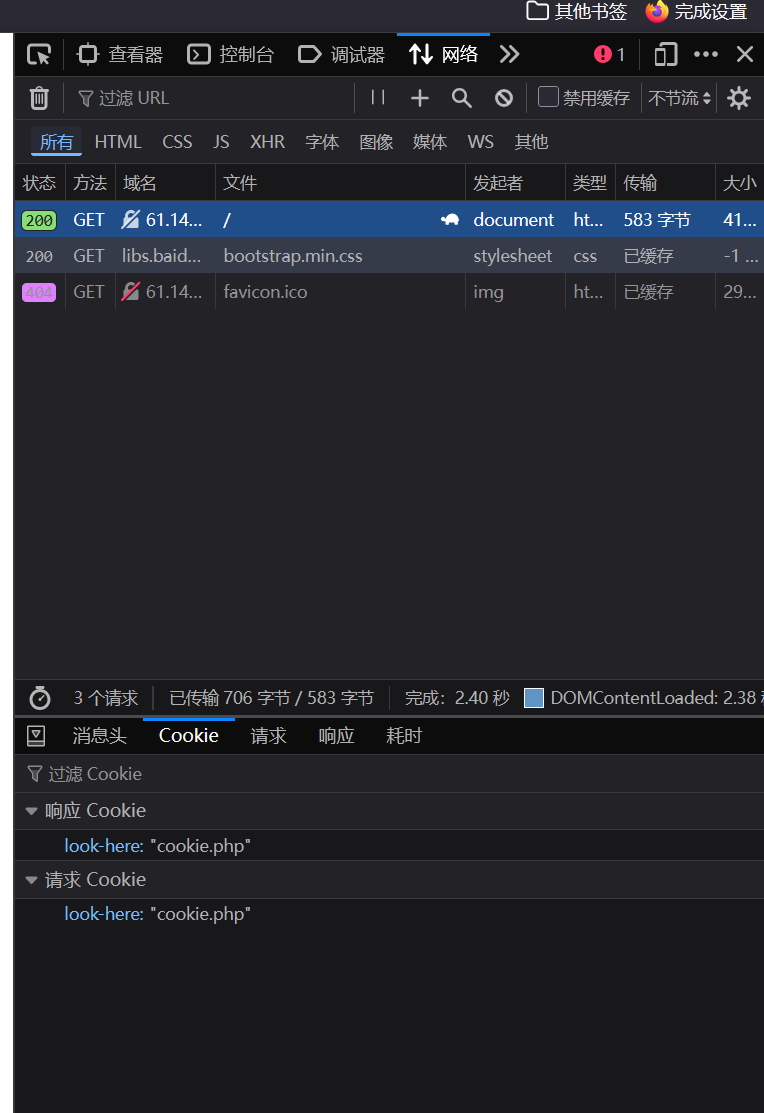 其他书签 完成设置
查看器 控制台 调试器 网络 1
过滤 URL 禁用缓存 不节流
所有 HTML CSS JS XHR 字体 图像 媒体 WS 其他
状态 方法 域名 文件 发起者 类型 传输 大小
200 GET 61.14... / document ht... 583 字节 41...
200 GET libs.baid... bootstrap.min.css stylesheet css 已缓存 -1 ...
404 GET 61.14... favicon.ico img ht... 已缓存 29...
3 个请求 已传输 706 字节 / 583 字节 完成：2.40 秒 DOMContentLoaded: 2.38
消息头 Cookie 请求 响应 耗时
过滤 Cookie
响应 Cookie
look-here: "cookie.php"
请求 Cookie
look-here: "cookie.php"